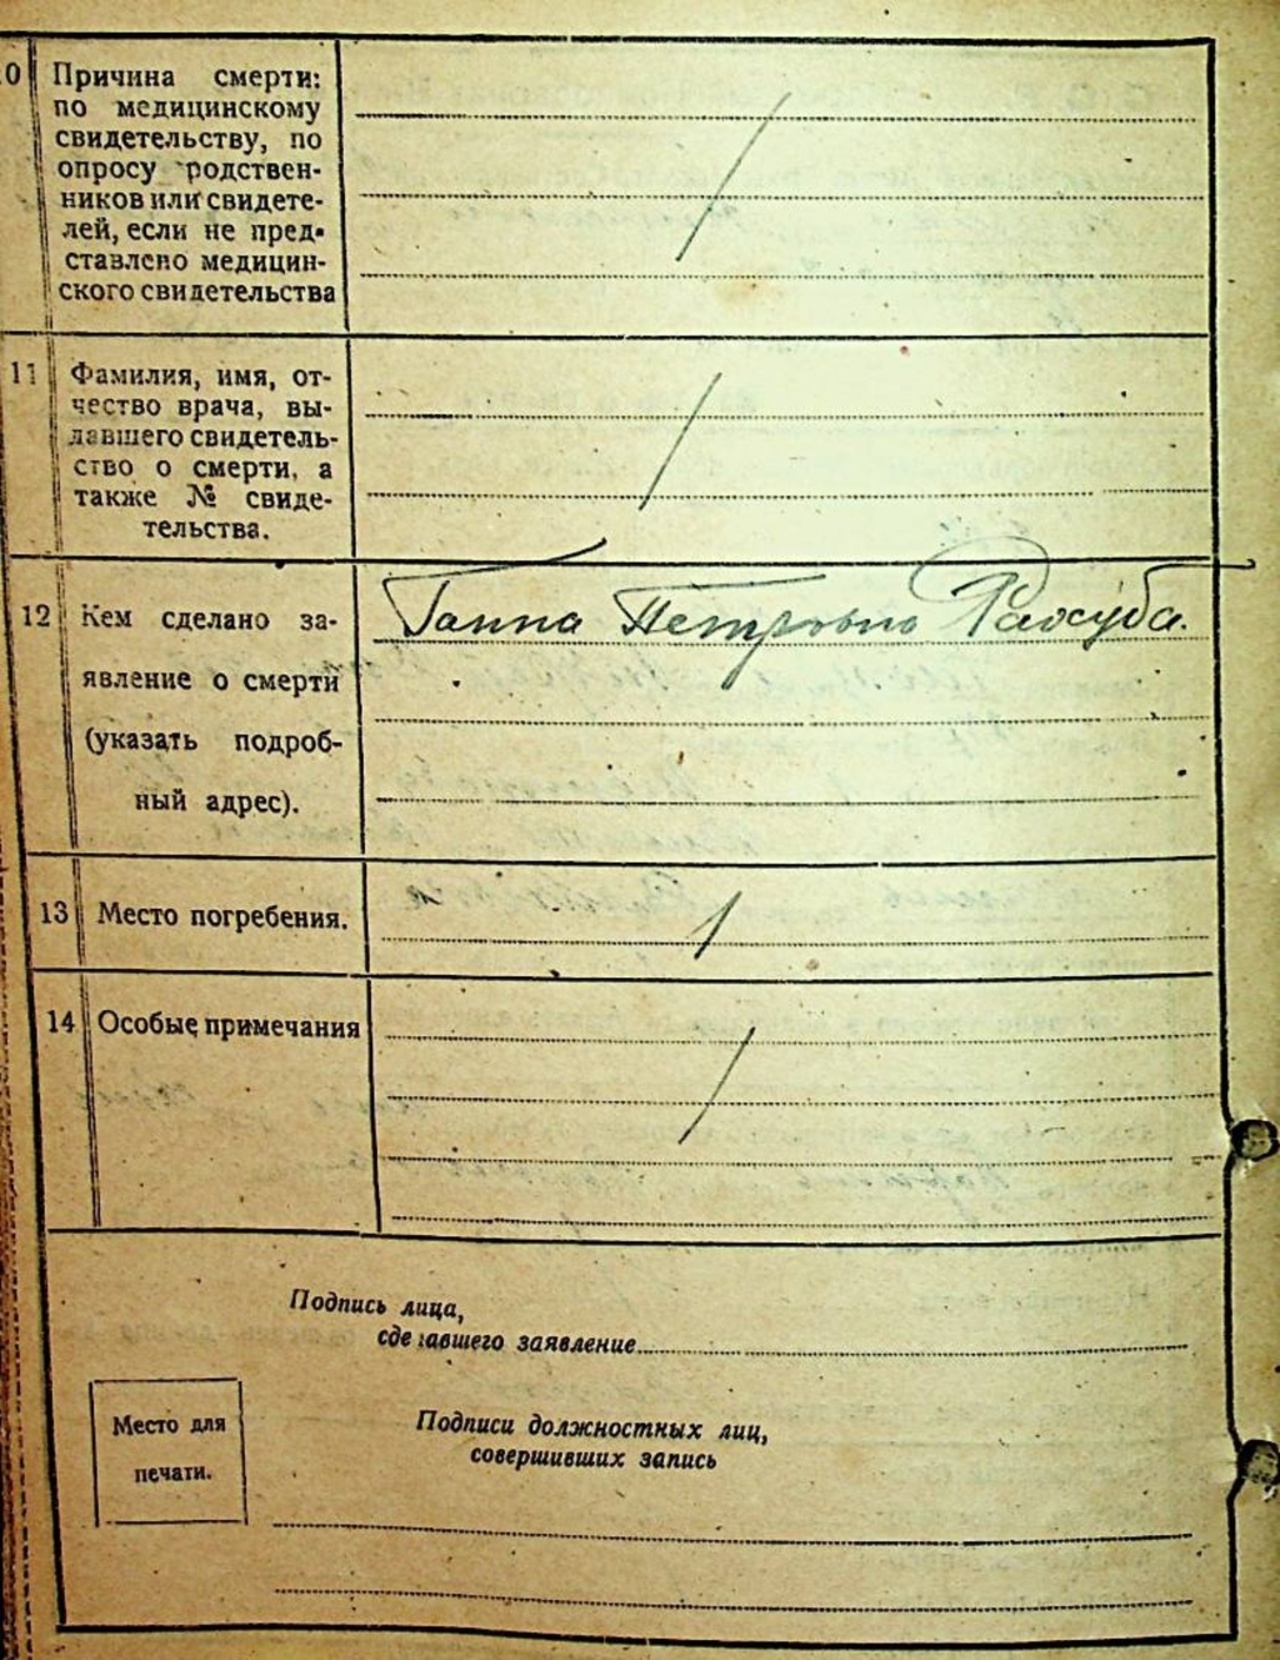 0 Причина смерти:
по медицинскому
свидетельству, по
опросу родствен-
ников или свидете-
лей, если не пред-
ставлено медицин-
ского свидетельства
11 Фамилия, имя, от-
чество врача, вы-
давшего свидетель-
ство о смерти, а
также № свиде-
тельства.
12 Кем сделано за-
явление о смерти
(указать подроб-
ный адрес).
Ганна Петровна
13 Место погребения.
14 Особые примечания
Подпись лица,
сделавшего заявление
Место для
печати.
Подписи должностных лиц,
совершивших запись